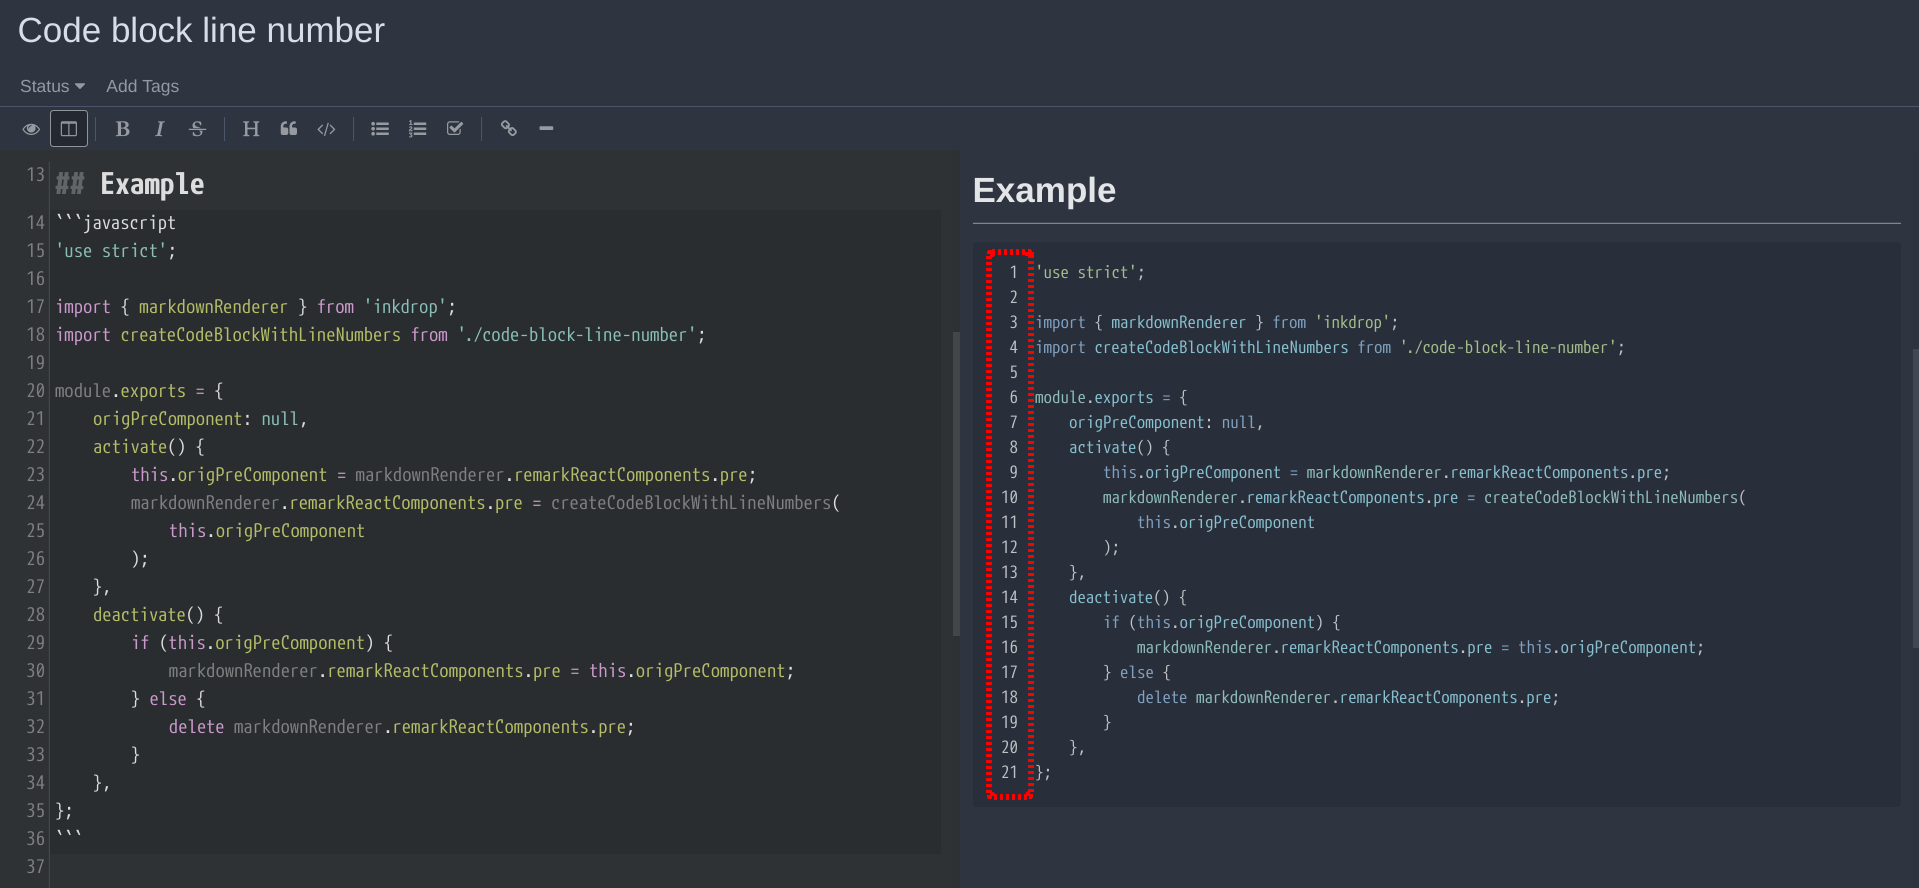 Code block line number
Status Add Tags
B I S H </>
13 ## Example
14 ```javascript
15 'use strict';
16
17 import { markdownRenderer } from 'inkdrop';
18 import createCodeBlockWithLineNumbers from './code-block-line-number';
19
20 module.exports = {
21     origPreComponent: null,
22     activate() {
23         this.origPreComponent = markdownRenderer.remarkReactComponents.pre;
24         markdownRenderer.remarkReactComponents.pre = createCodeBlockWithLineNumbers(
25             this.origPreComponent
26         );
27     },
28     deactivate() {
29         if (this.origPreComponent) {
30             markdownRenderer.remarkReactComponents.pre = this.origPreComponent;
31         } else {
32             delete markdownRenderer.remarkReactComponents.pre;
33         }
34     },
35 };
36 ```
37
Example
1 'use strict';
2
3 import { markdownRenderer } from 'inkdrop';
4 import createCodeBlockWithLineNumbers from './code-block-line-number';
5
6 module.exports = {
7     origPreComponent: null,
8     activate() {
9         this.origPreComponent = markdownRenderer.remarkReactComponents.pre;
10         markdownRenderer.remarkReactComponents.pre = createCodeBlockWithLineNumbers(
11             this.origPreComponent
12         );
13     },
14     deactivate() {
15         if (this.origPreComponent) {
16             markdownRenderer.remarkReactComponents.pre = this.origPreComponent;
17         } else {
18             delete markdownRenderer.remarkReactComponents.pre;
19         }
20     },
21 };